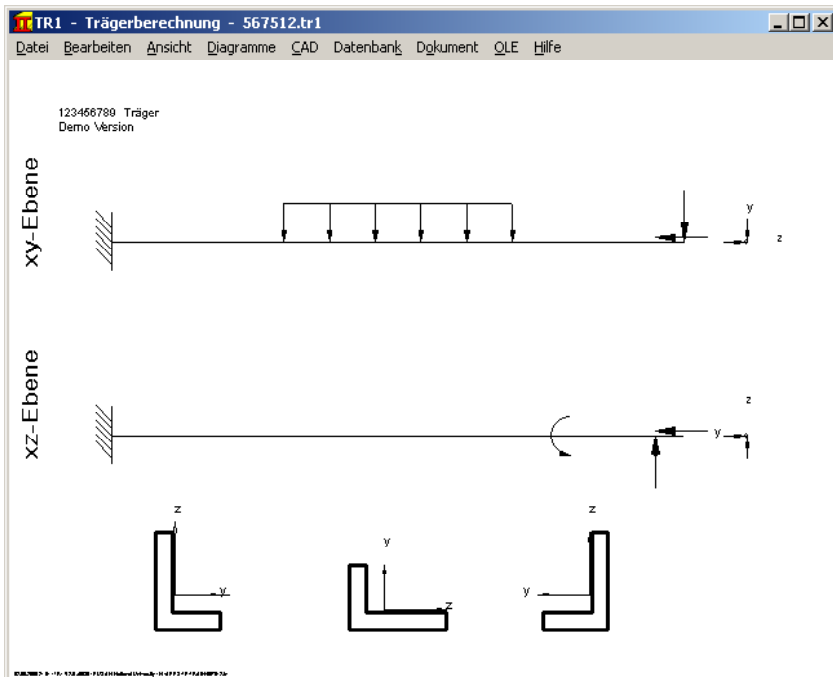 TR1 - Trägerberechnung - 567512.tr1
Datei Bearbeiten Ansicht Diagramme CAD Datenbank Dokument OLE Hilfe
123456789 Träger
Demo Version
xy-Ebene
y
z
xz-Ebene
z
y
z
y
y
z
z
y